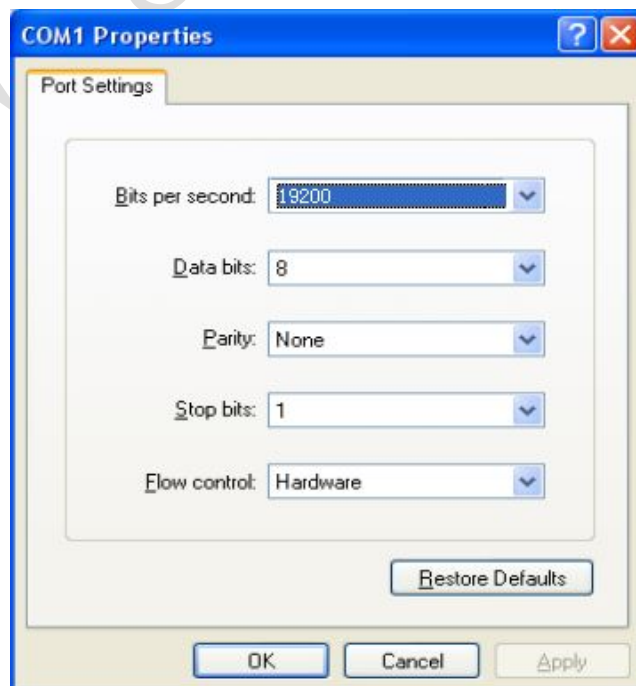 COM1 Properties
Port Settings
Bits per second: 19200
Data bits: 8
Parity: None
Stop bits: 1
Flow control: Hardware
Restore Defaults
OK Cancel Apply